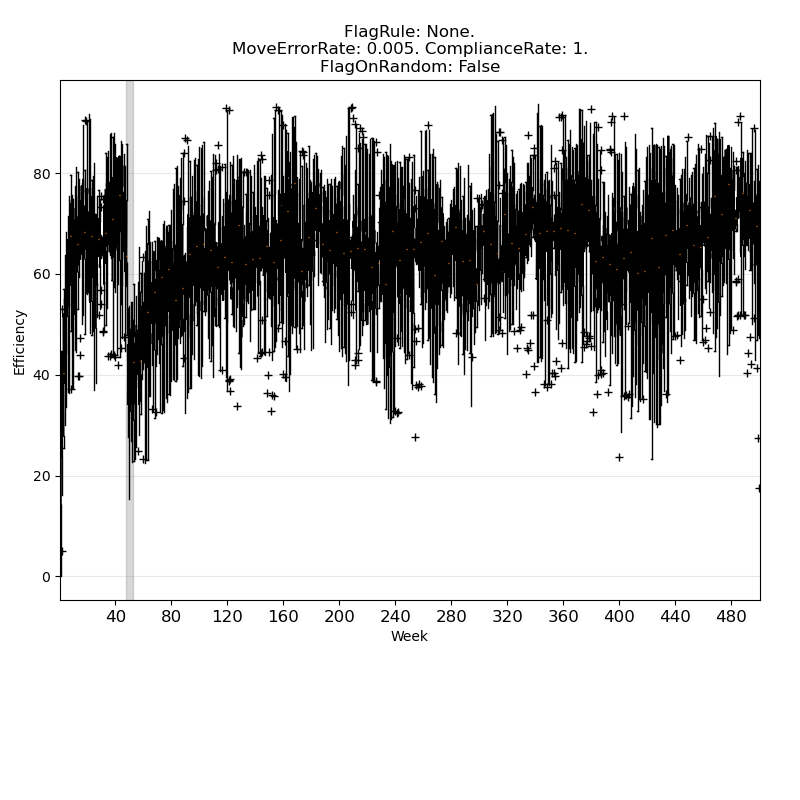 FlagRule: None.
MoveErrorRate: 0.005. ComplianceRate: 1.
FlagOnRandom: False
Efficiency
80
60
40
20
0
40 80 120 160 200 240 280 320 360 400 440 480
Week